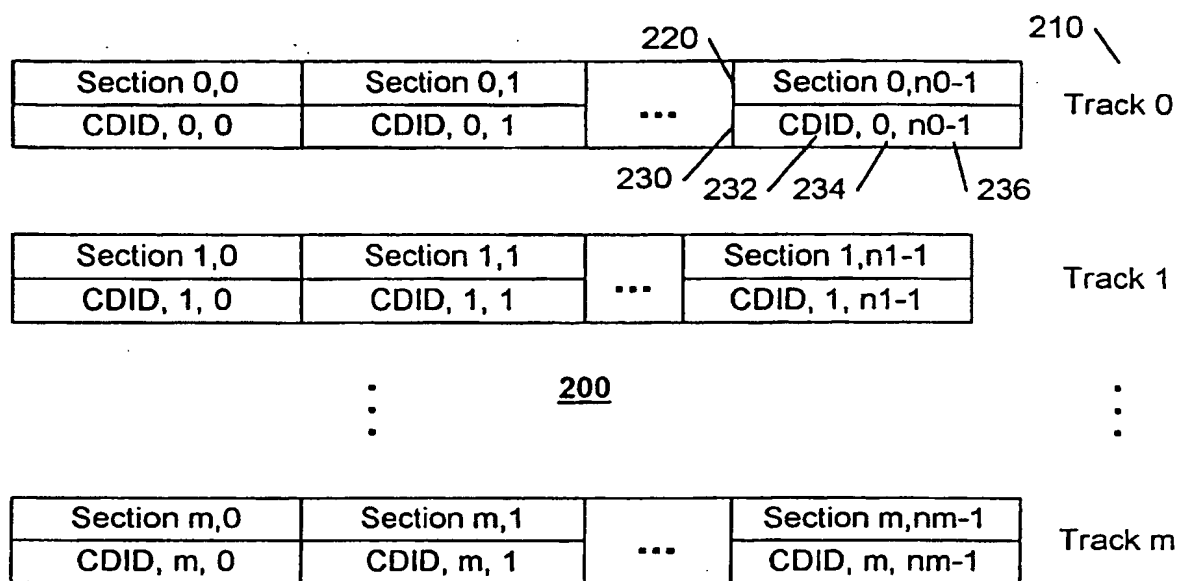 210
220
Section 0,0 Section 0,1 ... Section 0,n0-1 Track 0
CDID, 0, 0 CDID, 0, 1 CDID, 0, n0-1
230 232 234 236
Section 1,0 Section 1,1 ... Section 1,n1-1 Track 1
CDID, 1, 0 CDID, 1, 1 CDID, 1, n1-1
200
Section m,0 Section m,1 ... Section m,nm-1 Track m
CDID, m, 0 CDID, m, 1 CDID, m, nm-1